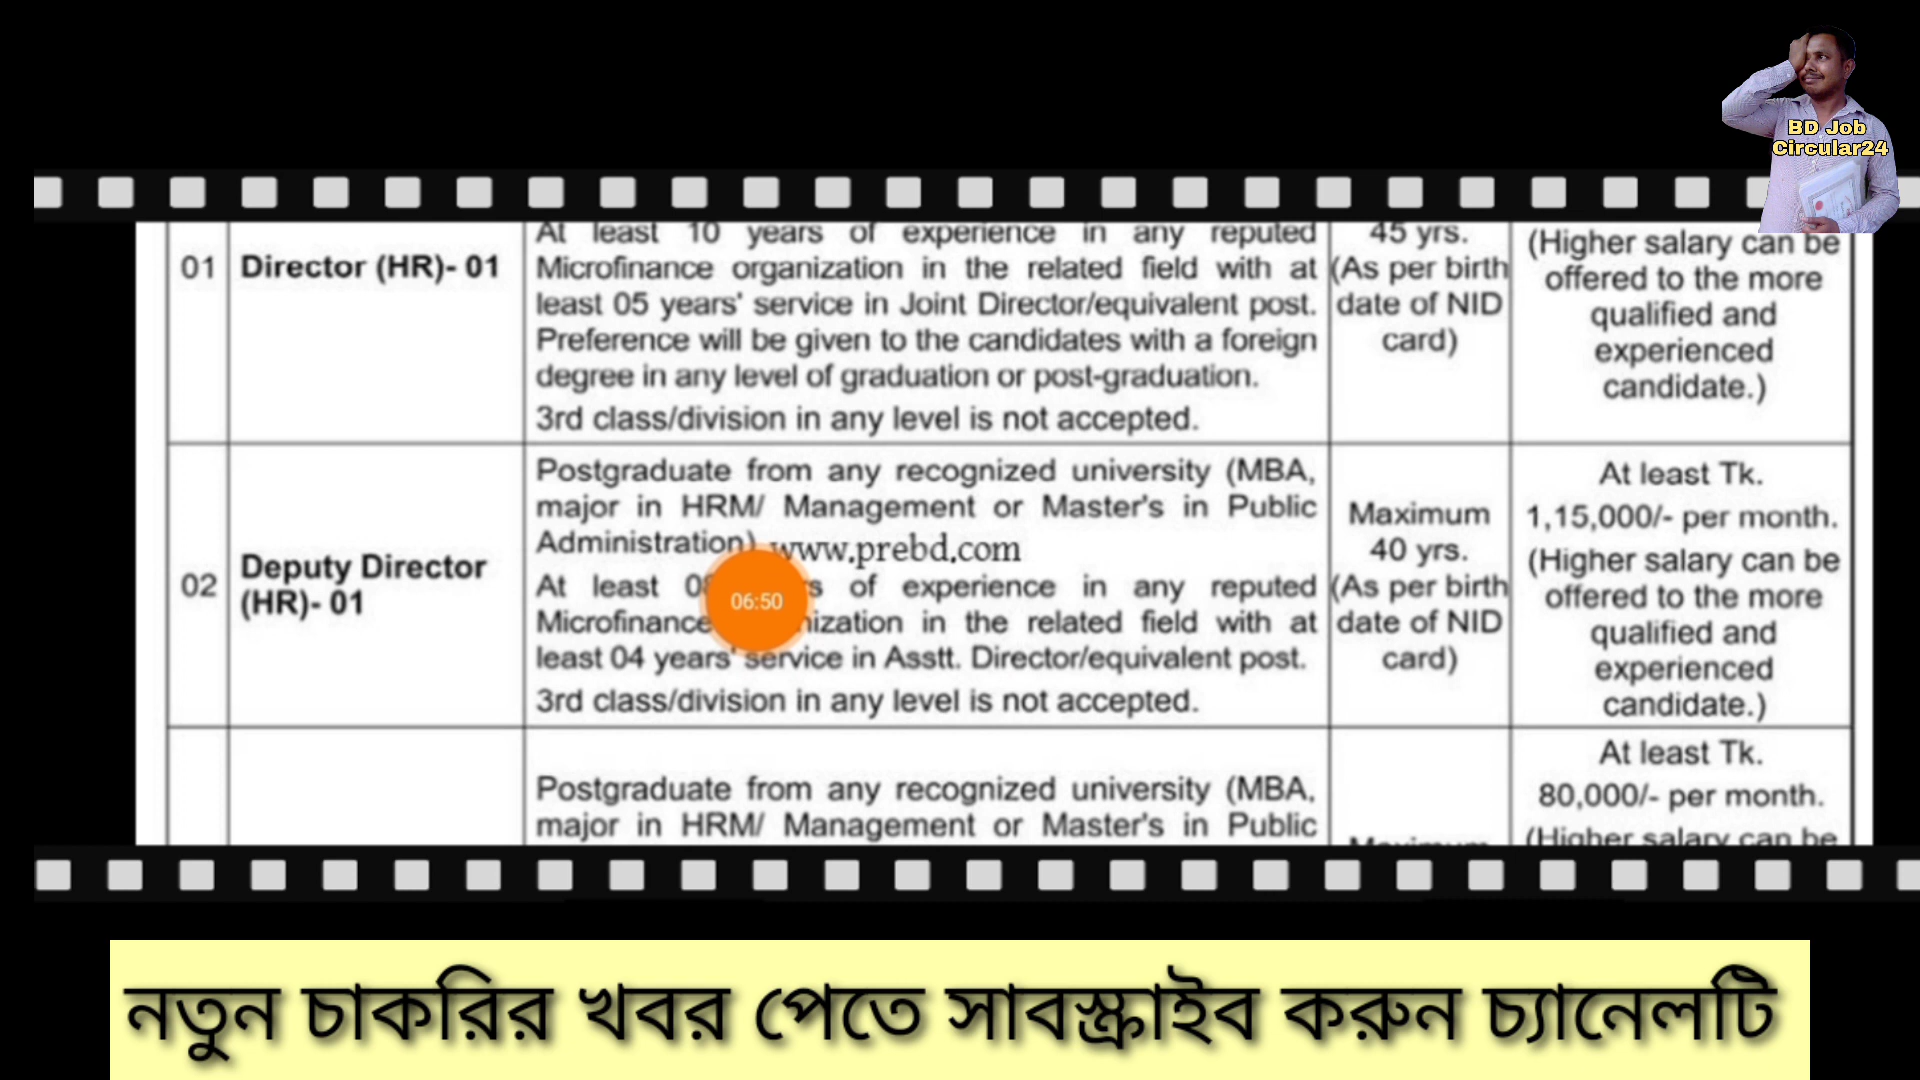 BD Job
Circular24
01
Director (HR)- 01
At least 10 years of experience in any reputed
Microfinance organization in the related field with at
least 05 years' service in Joint Director/equivalent post.
Preference will be given to the candidates with a foreign
degree in any level of graduation or post-graduation.
3rd class/division in any level is not accepted.
45 yrs.
(As per birth
date of NID
card)
(Higher salary can be
offered to the more
qualified and
experienced
candidate.)
02
Deputy Director
(HR)- 01
Postgraduate from any recognized university (MBA,
major in HRM/ Management or Master's in Public
Administration)
www.prebd.com
At least of experience in any reputed
Microfinance in the related field with at
least 04 years' service in Asstt. Director/equivalent post.
3rd class/division in any level is not accepted.
06:50
Maximum
40 yrs.
(As per birth
date of NID
card)
At least Tk.
1,15,000/- per month.
(Higher salary can be
offered to the more
qualified and
experienced
candidate.)
Postgraduate from any recognized university (MBA,
major in HRM/ Management or Master's in Public
Maximum
At least Tk.
80,000/- per month.
(Higher salary can be
নতুন চাকরির খবর পেতে সাবস্ক্রাইব করুন চ্যানেলটি